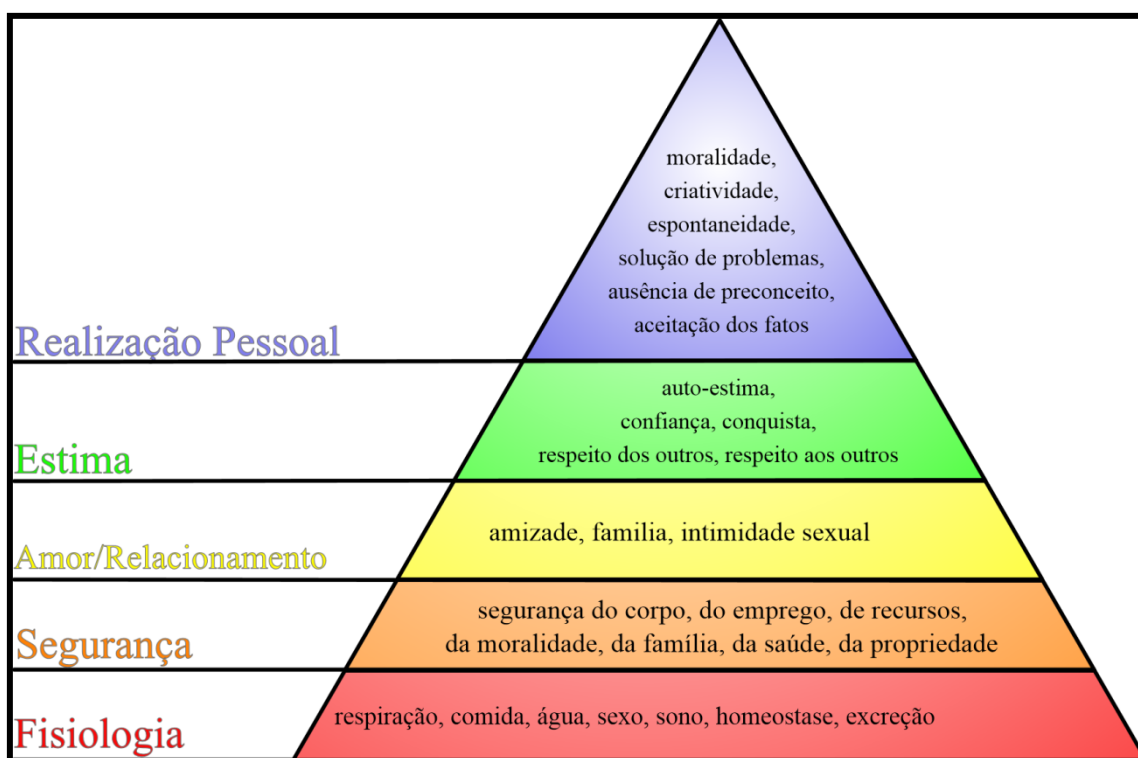 moralidade,
criatividade,
espontaneidade,
solução de problemas,
ausência de preconceito,
aceitação dos fatos
Realização Pessoal
auto-estima,
confiança, conquista,
respeito dos outros, respeito aos outros
Estima
amizade, familia, intimidade sexual
Amor/Relacionamento
segurança do corpo, do emprego, de recursos,
da moralidade, da família, da saúde, da propriedade
Segurança
respiração, comida, água, sexo, sono, homeostase, excreção
Fisiologia